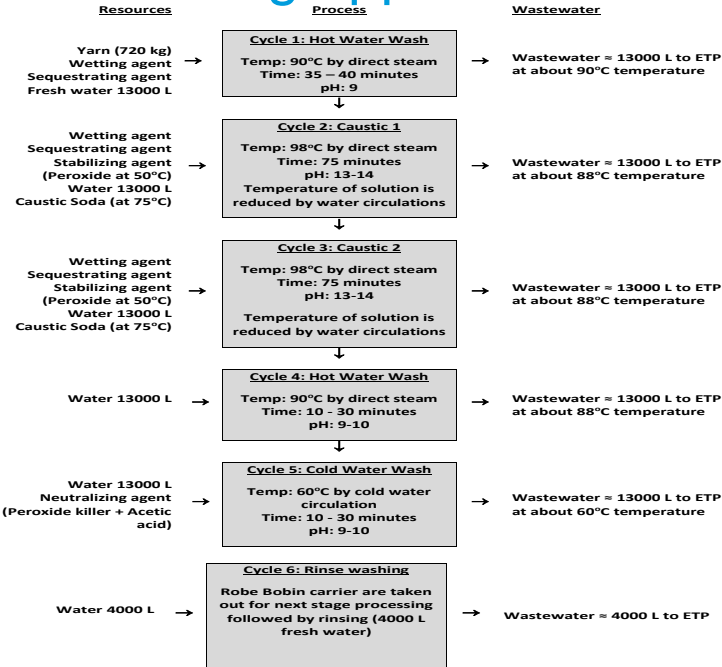 Resources
Process
Wastewater
Yarn (720 kg)
Wetting agent
Sequestrating agent
Fresh water 13000 L
→
Cycle 1: Hot Water Wash
Temp: 90°C by direct steam
Time: 35 – 40 minutes
pH: 9
→
Wastewater ≈ 13000 L to ETP
at about 90°C temperature
↓
Wetting agent
Sequestrating agent
Stabilizing agent
(Peroxide at 50°C)
Water 13000 L
Caustic Soda (at 75°C)
→
Cycle 2: Caustic 1
Temp: 98°C by direct steam
Time: 75 minutes
pH: 13-14
Temperature of solution is
reduced by water circulations
→
Wastewater ≈ 13000 L to ETP
at about 88°C temperature
↓
Wetting agent
Sequestrating agent
Stabilizing agent
(Peroxide at 50°C)
Water 13000 L
Caustic Soda (at 75°C)
→
Cycle 3: Caustic 2
Temp: 98°C by direct steam
Time: 75 minutes
pH: 13-14
Temperature of solution is
reduced by water circulations
→
Wastewater ≈ 13000 L to ETP
at about 88°C temperature
↓
Water 13000 L
→
Cycle 4: Hot Water Wash
Temp: 90°C by direct steam
Time: 10 - 30 minutes
pH: 9-10
→
Wastewater ≈ 13000 L to ETP
at about 88°C temperature
↓
Water 13000 L
Neutralizing agent
(Peroxide killer + Acetic
acid)
→
Cycle 5: Cold Water Wash
Temp: 60°C by cold water
circulation
Time: 10 - 30 minutes
pH: 9-10
→
Wastewater ≈ 13000 L to ETP
at about 60°C temperature
Water 4000 L
→
Cycle 6: Rinse washing
Robe Bobin carrier are taken
out for next stage processing
followed by rinsing (4000 L
fresh water)
→
Wastewater ≈ 4000 L to ETP